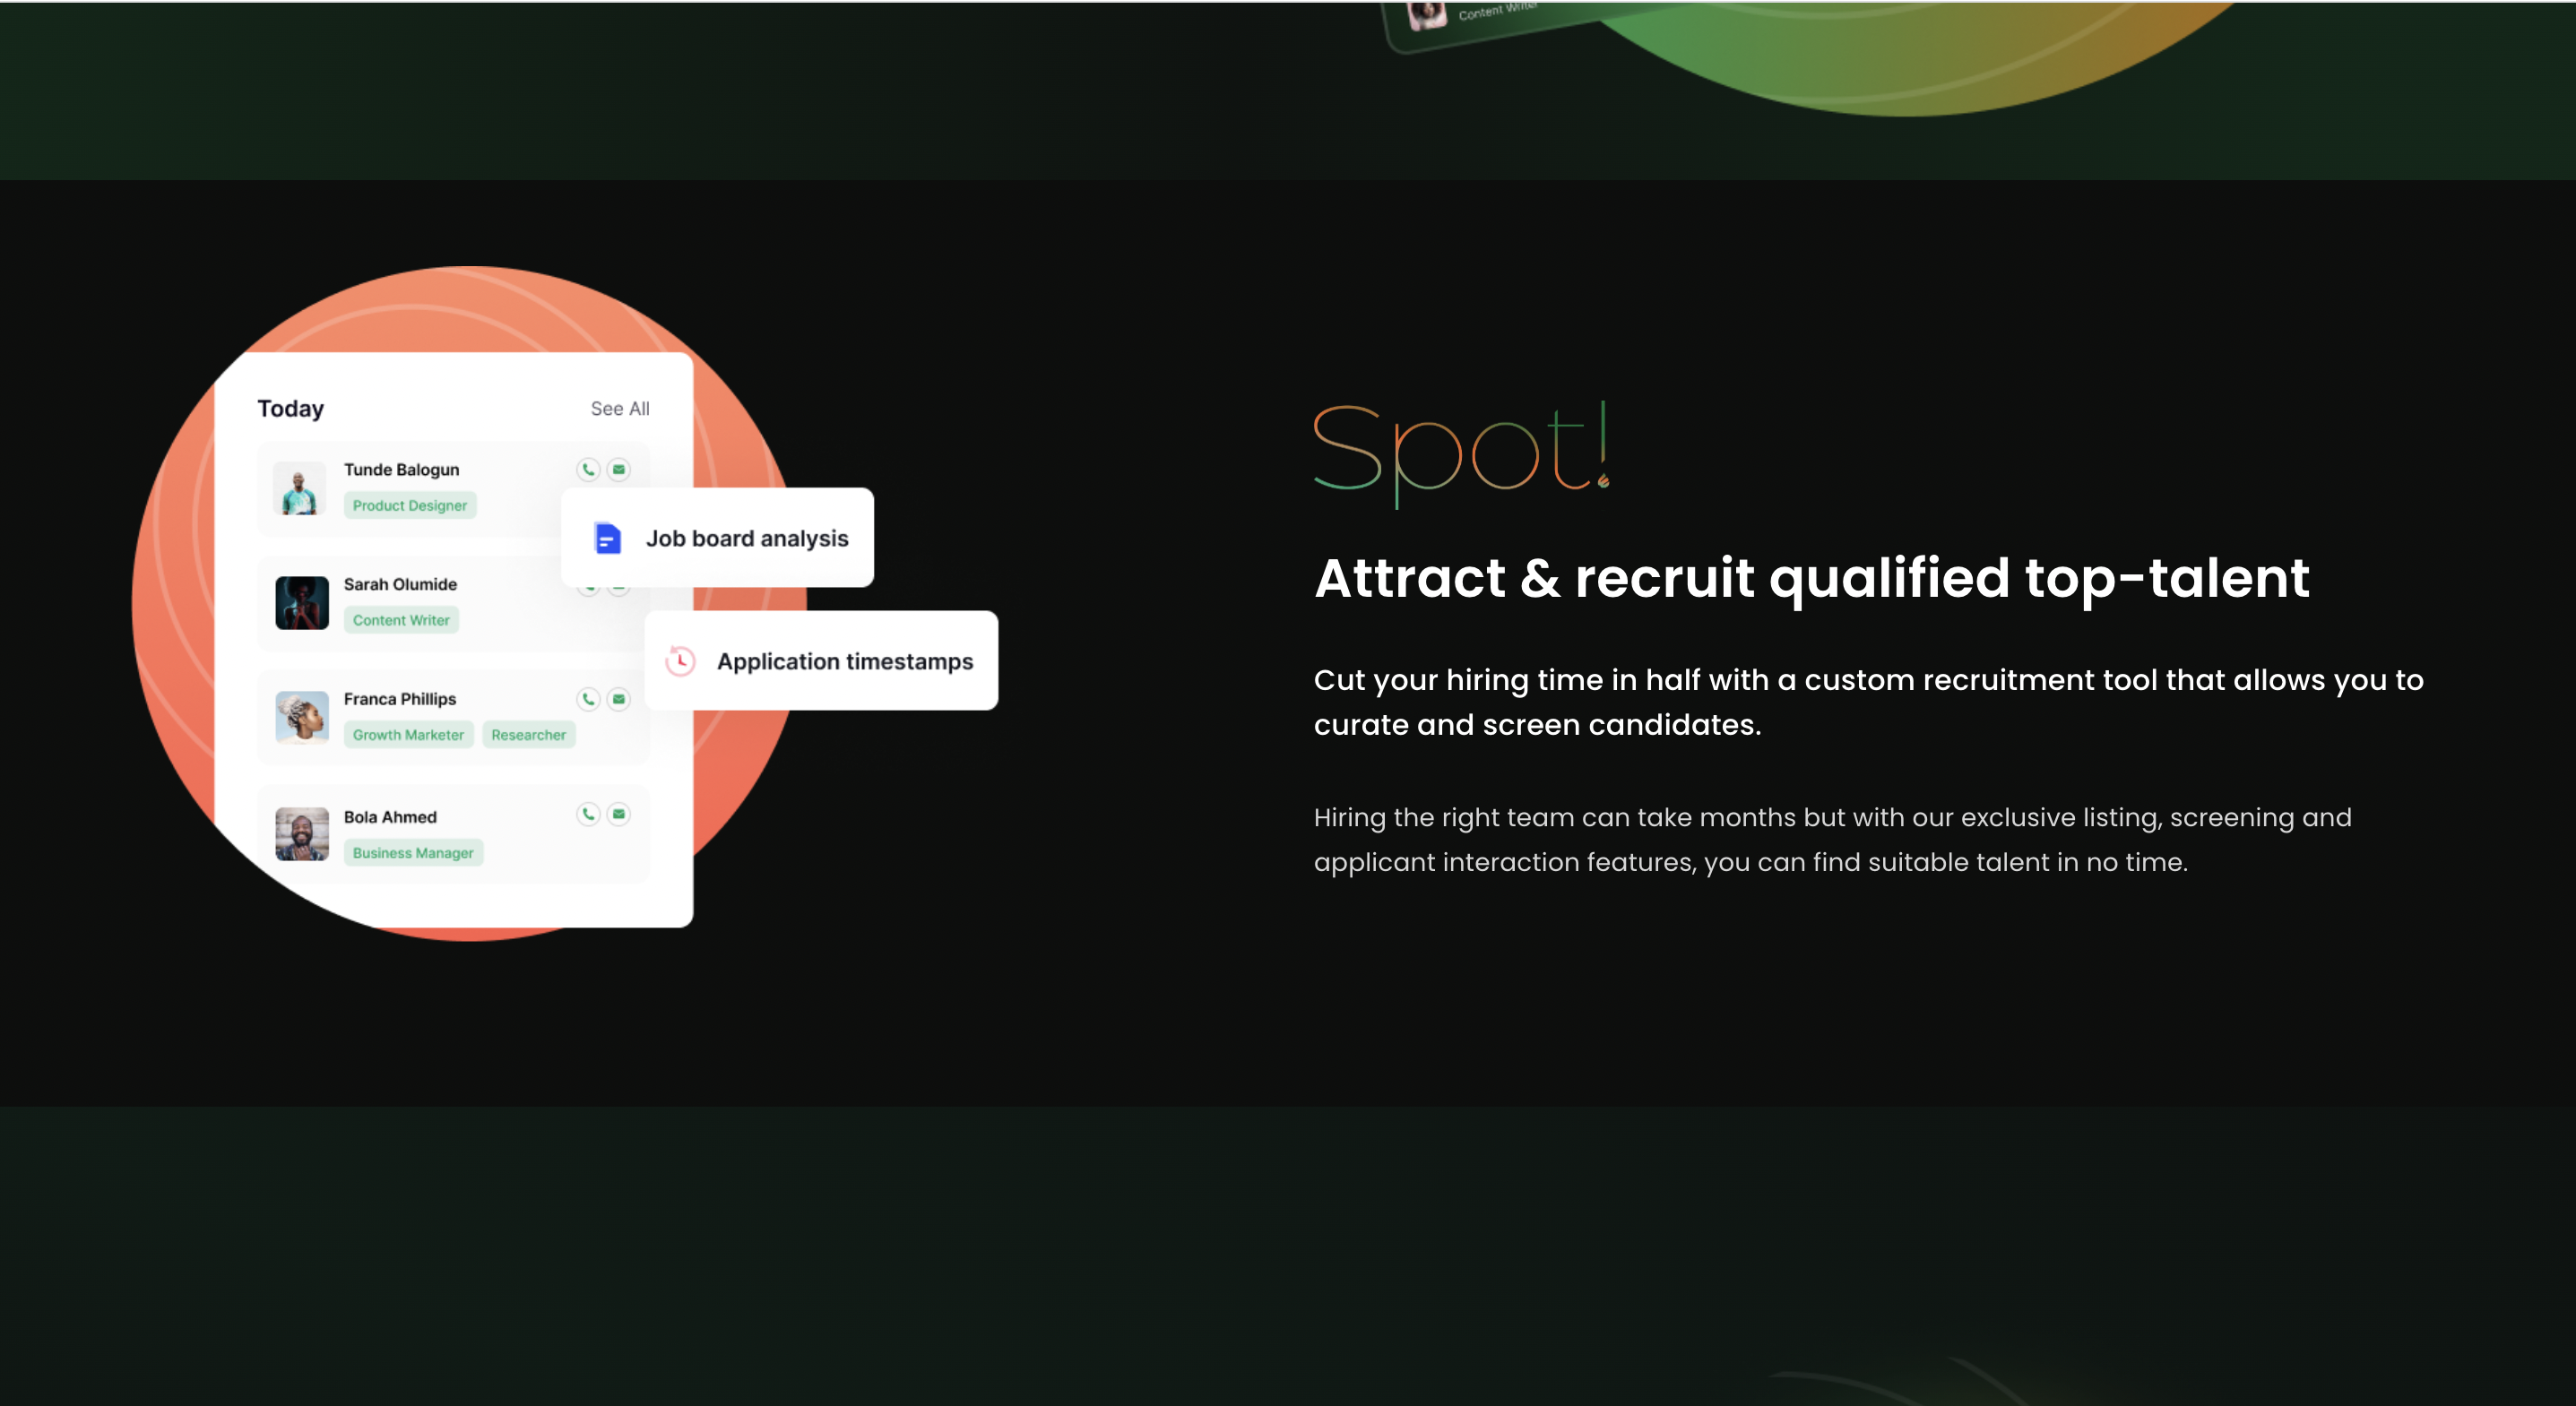 Content Writer
Today
See All
Tunde Balogun
Product Designer
Job board analysis
Sarah Olumide
Content Writer
Application timestamps
Franca Phillips
Growth Marketer
Researcher
Bola Ahmed
Business Manager
Spot!
Attract & recruit qualified top-talent
Cut your hiring time in half with a custom recruitment tool that allows you to
curate and screen candidates.
Hiring the right team can take months but with our exclusive listing, screening and
applicant interaction features, you can find suitable talent in no time.